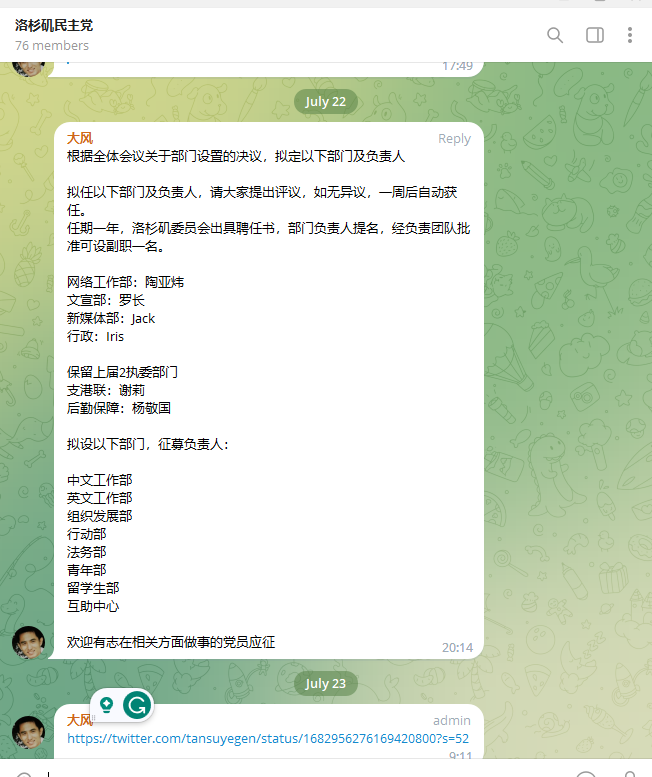 洛杉矶民主党
76 members
17:49
July 22
大风
Reply
根据全体会议关于部门设置的决议，拟定以下部门及负责人
拟任以下部门及负责人，请大家提出评议，如无异议，一周后自动获
任。
任期一年，洛杉矶委员会出具聘任书，部门负责人提名，经负责团队批
准可设副职一名。
网络工作部：陶亚炜
文宣部：罗长
新媒体部：Jack
行政：Iris
保留上届2执委部门
支港联：谢莉
后勤保障：杨敬国
拟设以下部门，征募负责人：
中文工作部
英文工作部
组织发展部
行动部
法务部
青年部
留学生部
互助中心
欢迎有志在相关方面做事的党员应征
20:14
July 23
大风
admin
https://twitter.com/tansuyegen/status/1682956276169420800?s=52
9:11